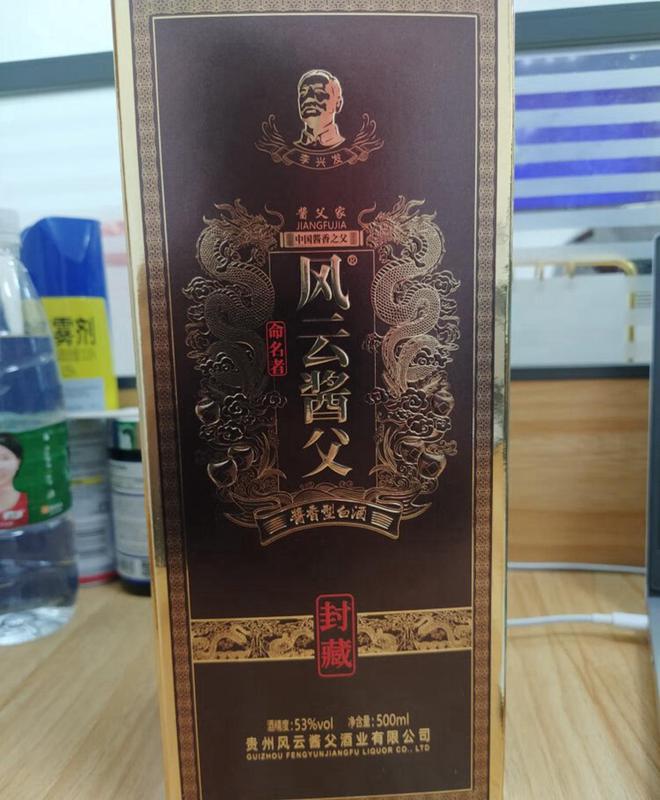 李兴发
酱父家
JIANGFUJIA
中国酱香之父
风云酱父®
命名者
酱香型白酒
封藏
酒精度:53%vol 净含量:500ml
贵州风云酱父酒业有限公司
GUIZHOU FENGYUNJIANGFU LIQUOR CO., LTD
雾剂